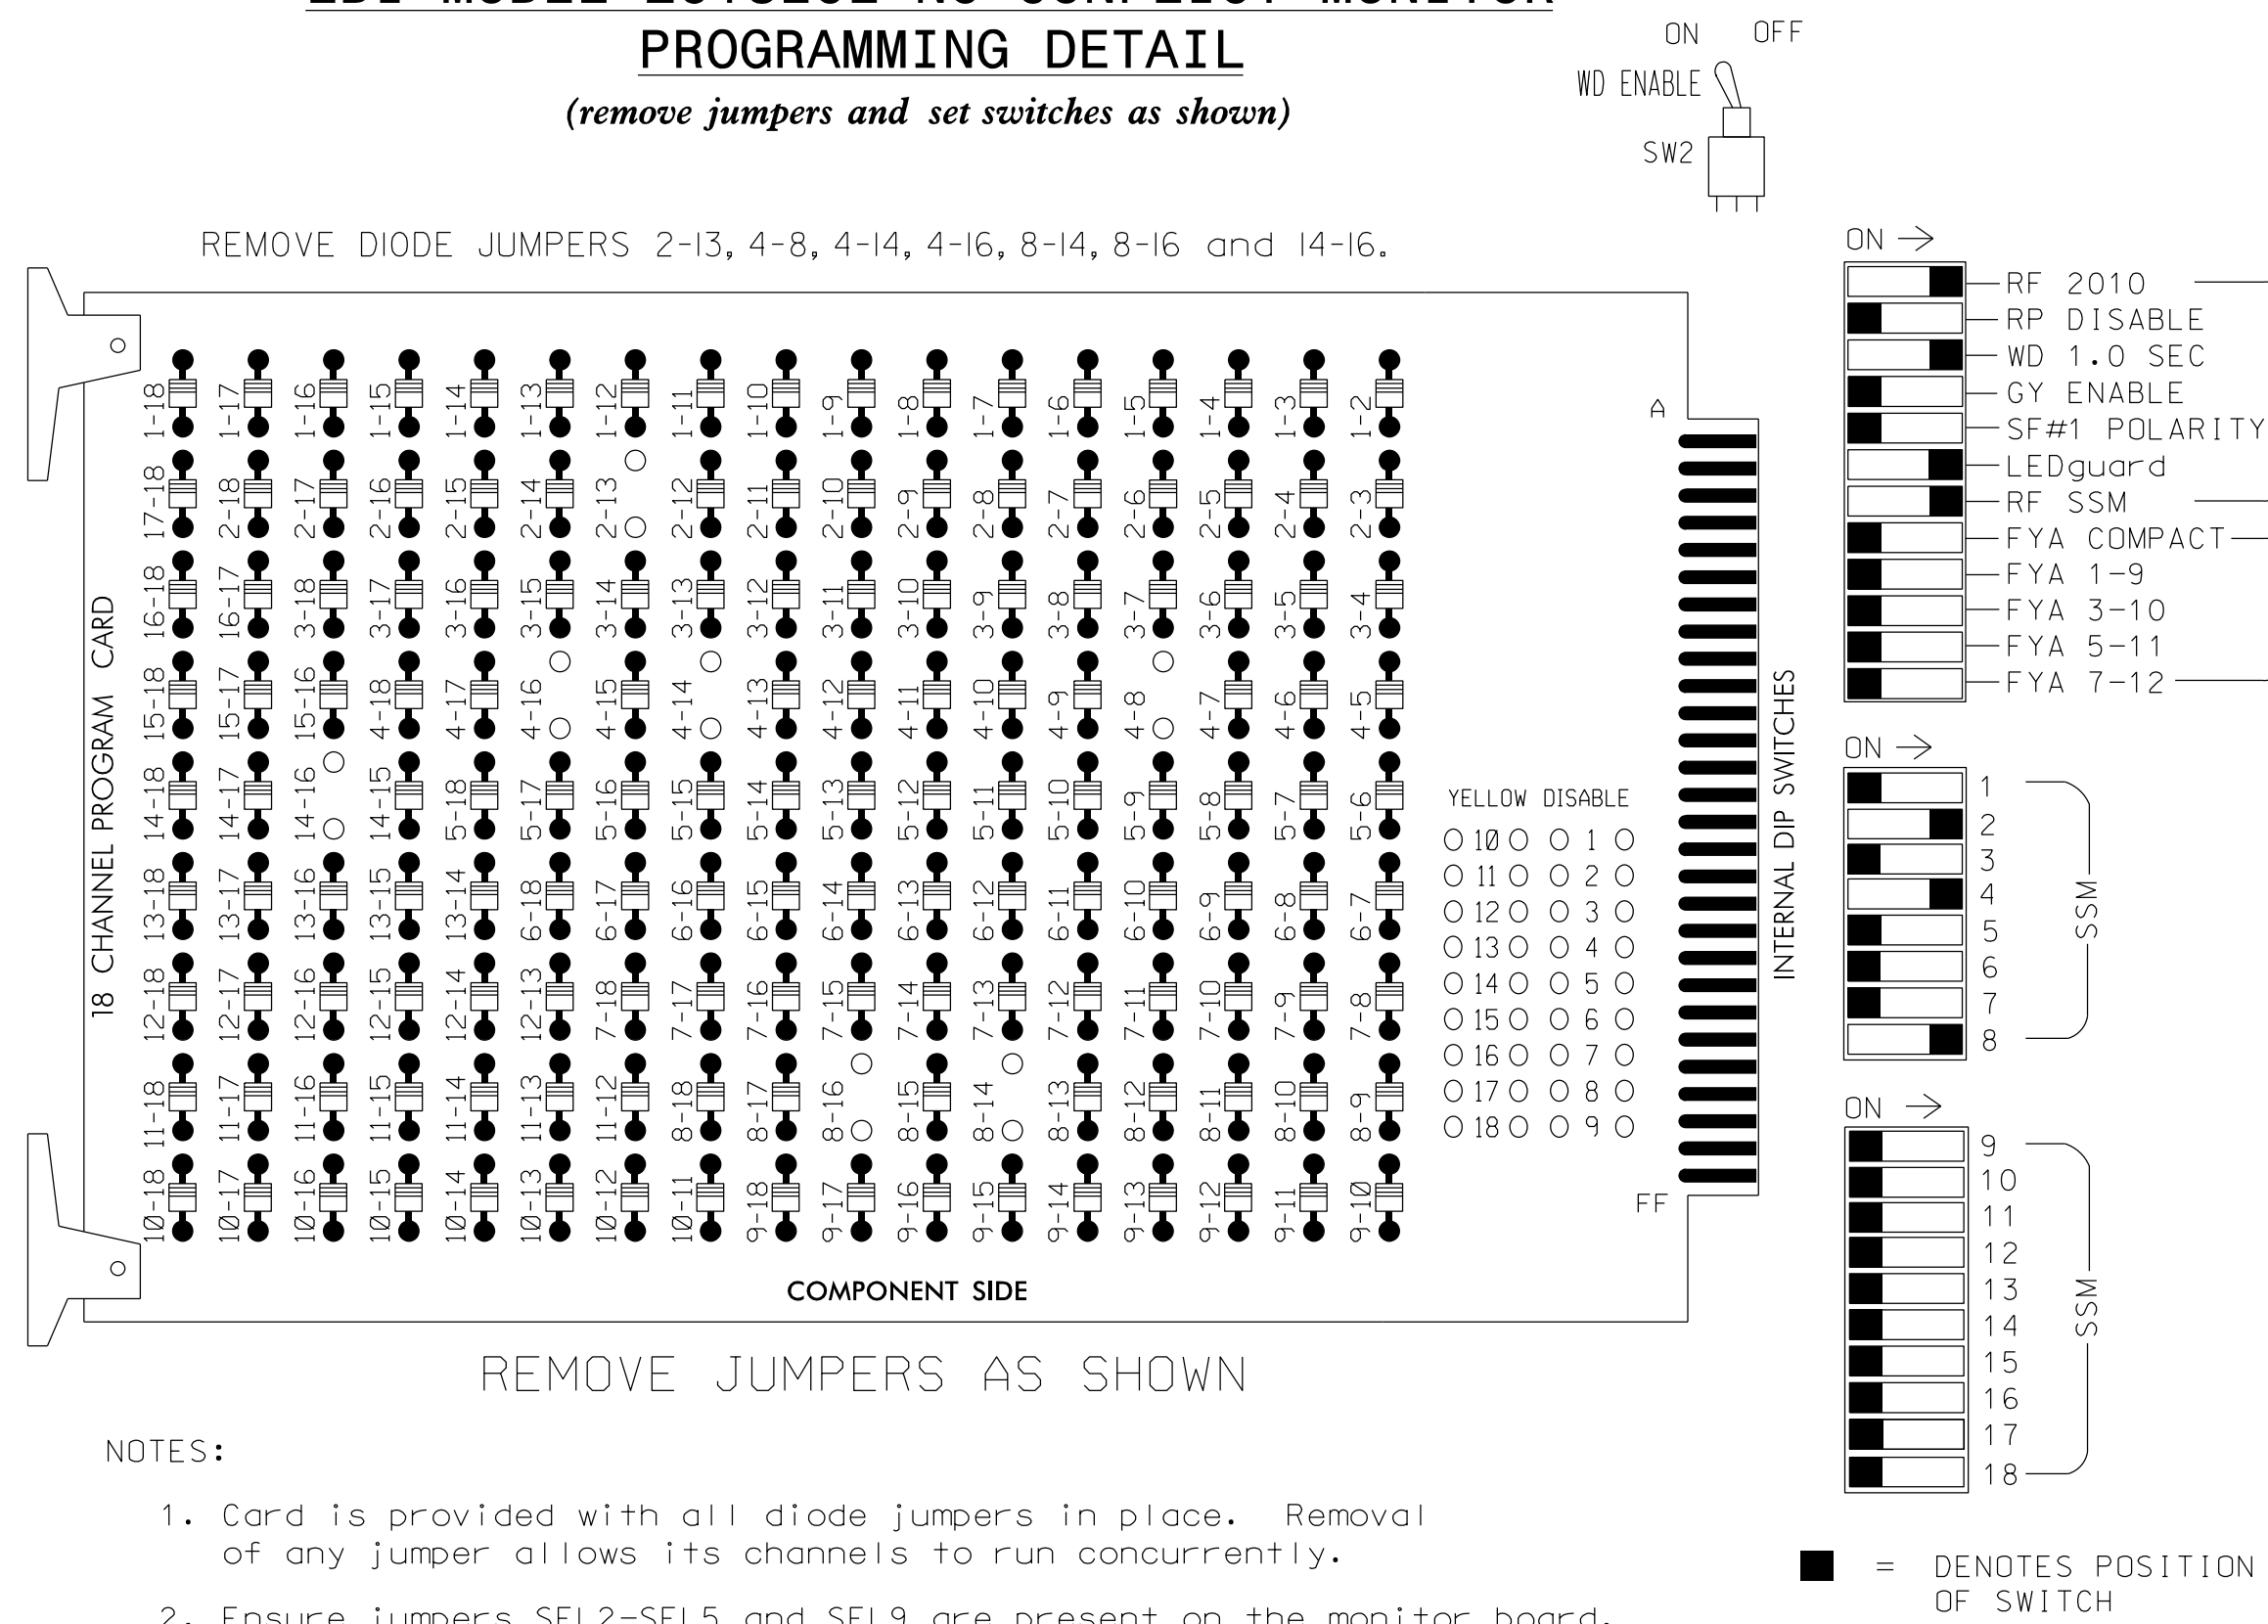 PROGRAMMING DETAIL
(remove jumpers and set switches as shown)
ON OFF
WD ENABLE
SW2
REMOVE DIODE JUMPERS 2-13, 4-8, 4-14, 4-16, 8-14, 8-16 and 14-16.
18 CHANNEL PROGRAM CARD
1-18 1-17 1-16 1-15 1-14 1-13 1-12 1-11 1-10 1-9 1-8 1-7 1-6 1-5 1-4 1-3 1-2
17-18 2-18 2-17 2-16 2-15 2-14 2-13 2-12 2-11 2-10 2-9 2-8 2-7 2-6 2-5 2-4 2-3
16-18 16-17 3-18 3-17 3-16 3-15 3-14 3-13 3-12 3-11 3-10 3-9 3-8 3-7 3-6 3-5 3-4
15-18 15-17 15-16 4-18 4-17 4-16 4-15 4-14 4-13 4-12 4-11 4-10 4-9 4-8 4-7 4-6 4-5
14-18 14-17 14-16 14-15 5-18 5-17 5-16 5-15 5-14 5-13 5-12 5-11 5-10 5-9 5-8 5-7 5-6
13-18 13-17 13-16 13-15 13-14 6-18 6-17 6-16 6-15 6-14 6-13 6-12 6-11 6-10 6-9 6-8 6-7
12-18 12-17 12-16 12-15 12-14 12-13 7-18 7-17 7-16 7-15 7-14 7-13 7-12 7-11 7-10 7-9 7-8
11-18 11-17 11-16 11-15 11-14 11-13 11-12 8-18 8-17 8-16 8-15 8-14 8-13 8-12 8-11 8-10 8-9
10-18 10-17 10-16 10-15 10-14 10-13 10-12 10-11 9-18 9-17 9-16 9-15 9-14 9-13 9-12 9-11 9-10
A
YELLOW DISABLE
10 1
11 2
12 3
13 4
14 5
15 6
16 7
17 8
18 9
FF
COMPONENT SIDE
INTERNAL DIP SWITCHES
ON
RF 2010
RP DISABLE
WD 1.0 SEC
GY ENABLE
SF#1 POLARITY
LEDguard
RF SSM
FYA COMPACT
FYA 1-9
FYA 3-10
FYA 5-11
FYA 7-12
ON
1
2
3
4
5
6
7
8
SSM
ON
9
10
11
12
13
14
15
16
17
18
SSM
REMOVE JUMPERS AS SHOWN
NOTES:
1. Card is provided with all diode jumpers in place. Removal
of any jumper allows its channels to run concurrently.
2. Ensure jumpers SEL2-SEL5 and SEL9 are present on the monitor board.
= DENOTES POSITION
OF SWITCH